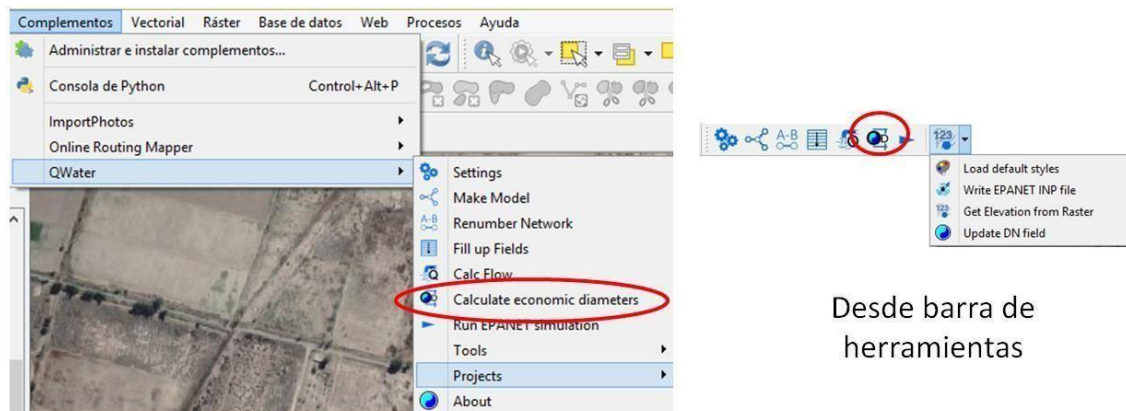 Complementos Vectorial Ráster Base de datos Web Procesos Ayuda
Administrar e instalar complementos...
Consola de Python Control+Alt+P
ImportPhotos
Online Routing Mapper
QWater
Settings
Make Model
A-B Renumber Network
Fill up Fields
Calc Flow
Calculate economic diameters
Run EPANET simulation
Tools
Projects
About
A-B 123
Load default styles
Write EPANET INP file
123 Get Elevation from Raster
Update DN field
Desde barra de
herramientas